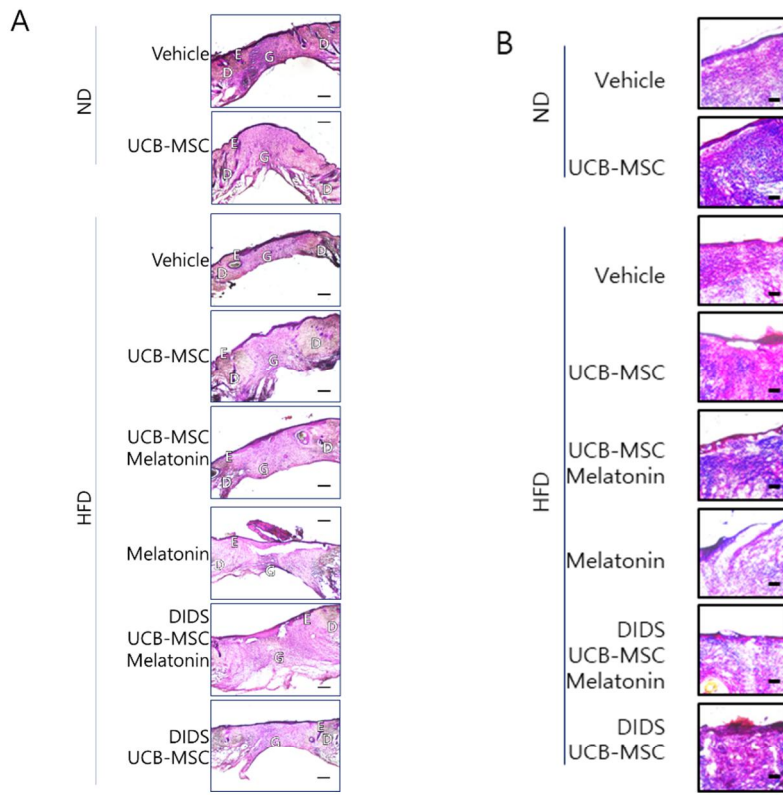 A
ND
Vehicle
E
D
G
D
UCB-MSC
E
G
D
D
HFD
Vehicle
E
G
D
D
UCB-MSC
E
D
G
D
UCB-MSC
Melatonin
E
D
G
D
Melatonin
E
D
G
DIDS
UCB-MSC
Melatonin
E
D
G
DIDS
UCB-MSC
E
G
D
B
ND
Vehicle
UCB-MSC
HFD
Vehicle
UCB-MSC
UCB-MSC
Melatonin
Melatonin
DIDS
UCB-MSC
Melatonin
DIDS
UCB-MSC